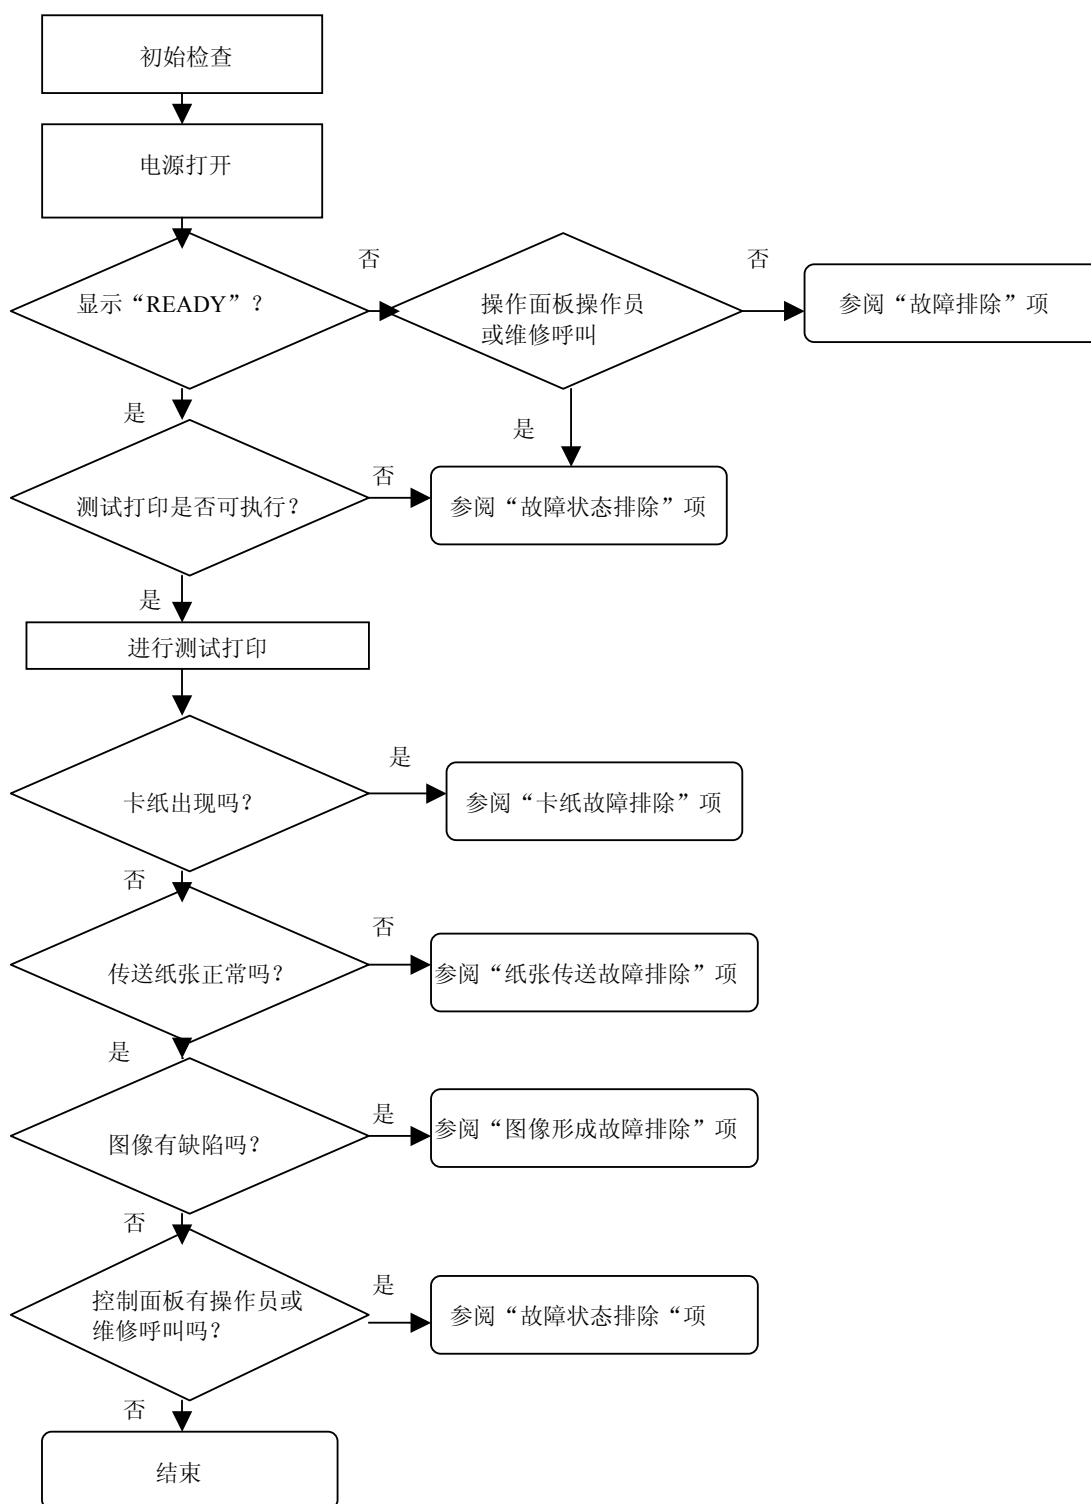 初始检查
电源打开
否
否
显示“READY”？
操作面板操作员
或维修呼叫
参阅“故障排除”项
是
是
否
测试打印是否可执行？
参阅“故障状态排除”项
是
进行测试打印
是
卡纸出现吗？
参阅“卡纸故障排除”项
否
否
传送纸张正常吗？
参阅“纸张传送故障排除”项
是
是
图像有缺陷吗？
参阅“图像形成故障排除”项
否
是
控制面板有操作员或
维修呼叫吗？
参阅“故障状态排除“项
否
结束